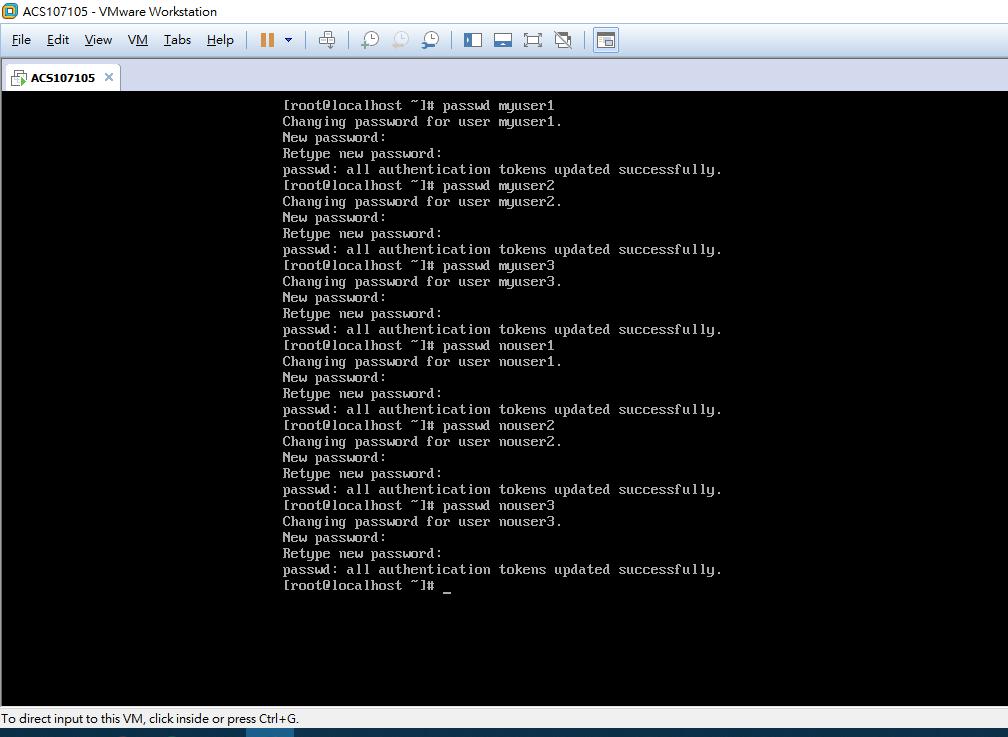 ACS107105 - VMware Workstation
File Edit View VM Tabs Help
ACS107105
[root@localhost ~]# passwd myuser1
Changing password for user myuser1.
New password:
Retype new password:
passwd: all authentication tokens updated successfully.
[root@localhost ~]# passwd myuser2
Changing password for user myuser2.
New password:
Retype new password:
passwd: all authentication tokens updated successfully.
[root@localhost ~]# passwd myuser3
Changing password for user myuser3.
New password:
Retype new password:
passwd: all authentication tokens updated successfully.
[root@localhost ~]# passwd nouser1
Changing password for user nouser1.
New password:
Retype new password:
passwd: all authentication tokens updated successfully.
[root@localhost ~]# passwd nouser2
Changing password for user nouser2.
New password:
Retype new password:
passwd: all authentication tokens updated successfully.
[root@localhost ~]# passwd nouser3
Changing password for user nouser3.
New password:
Retype new password:
passwd: all authentication tokens updated successfully.
[root@localhost ~]# _
To direct input to this VM, click inside or press Ctrl+G.